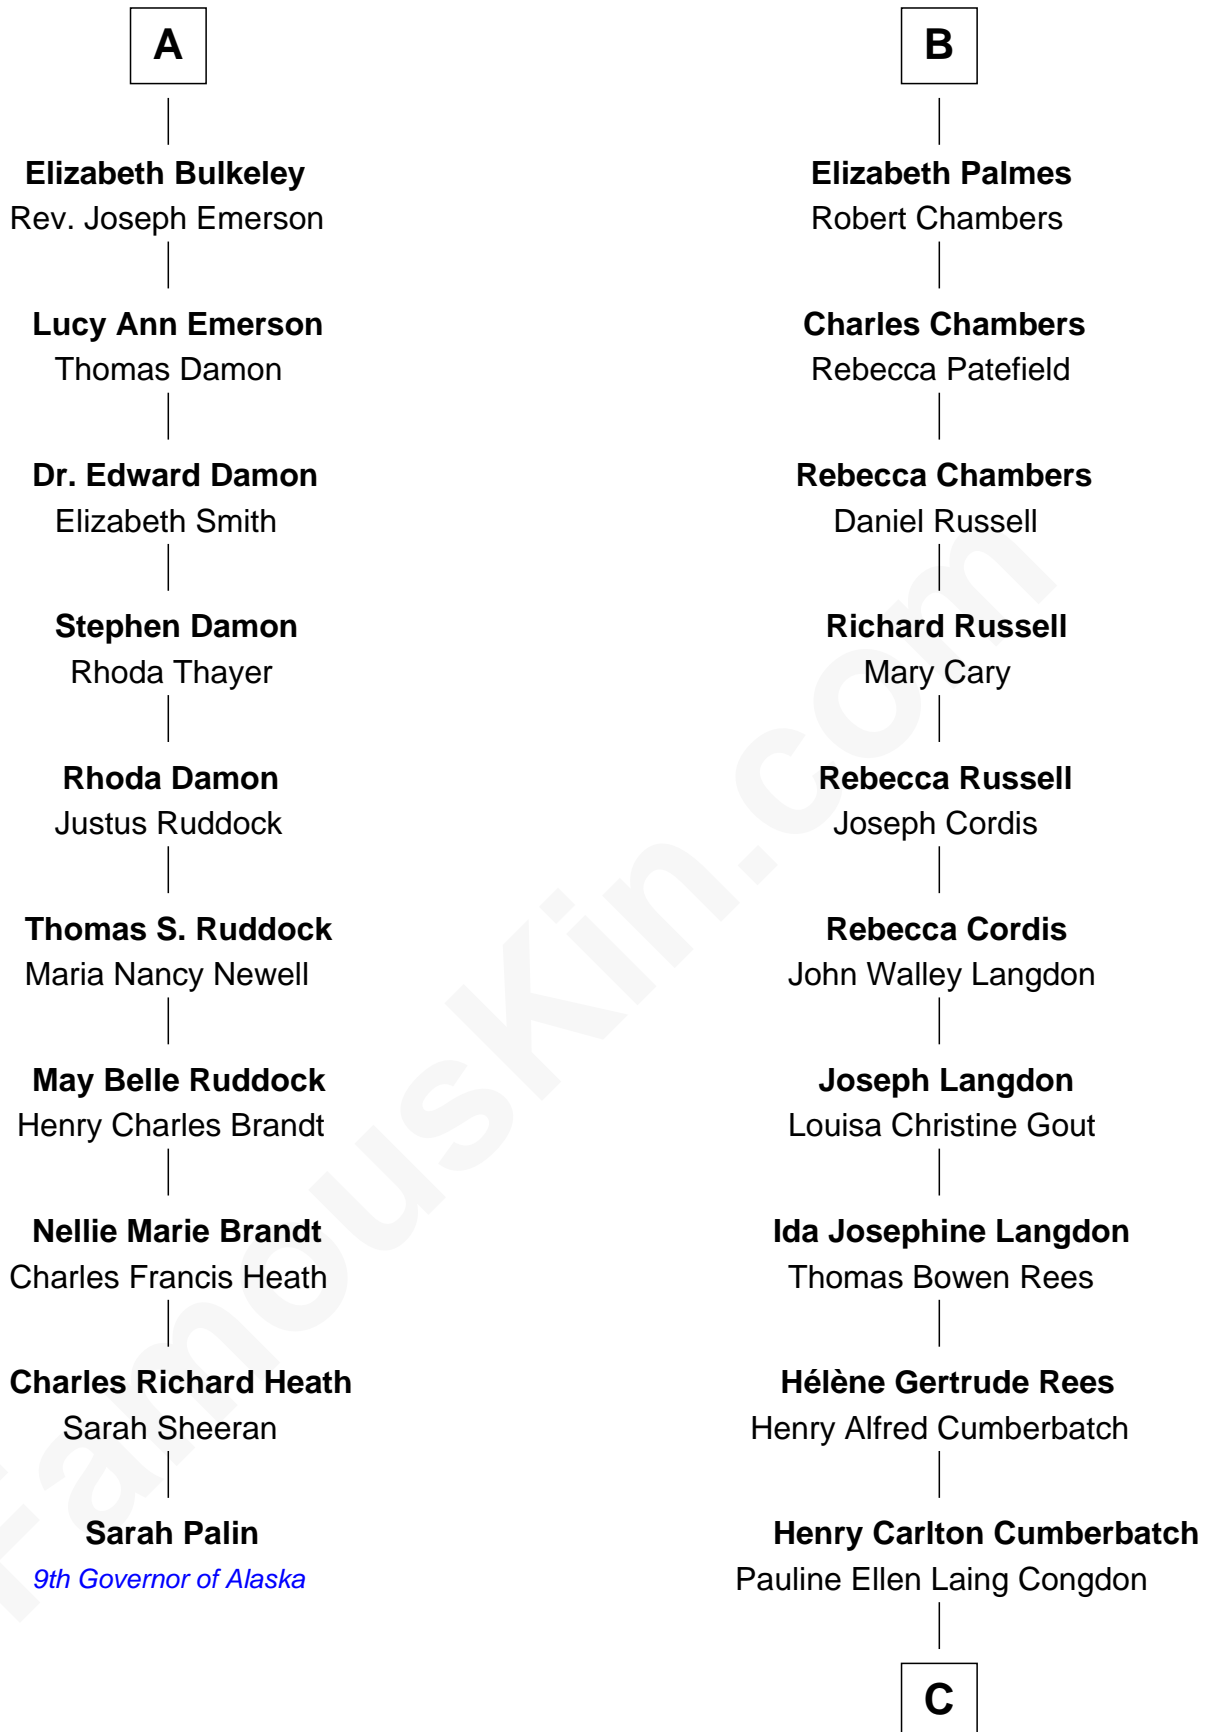 A
Elizabeth Bulkeley
Rev. Joseph Emerson
Lucy Ann Emerson
Thomas Damon
Dr. Edward Damon
Elizabeth Smith
Stephen Damon
Rhoda Thayer
Rhoda Damon
Justus Ruddock
Thomas S. Ruddock
Maria Nancy Newell
May Belle Ruddock
Henry Charles Brandt
Nellie Marie Brandt
Charles Francis Heath
Charles Richard Heath
Sarah Sheeran
Sarah Palin
9th Governor of Alaska
B
Elizabeth Palmes
Robert Chambers
Charles Chambers
Rebecca Patefield
Rebecca Chambers
Daniel Russell
Richard Russell
Mary Cary
Rebecca Russell
Joseph Cordis
Rebecca Cordis
John Walley Langdon
Joseph Langdon
Louisa Christine Gout
Ida Josephine Langdon
Thomas Bowen Rees
Hélène Gertrude Rees
Henry Alfred Cumberbatch
Henry Carlton Cumberbatch
Pauline Ellen Laing Congdon
C
FamousKin.com